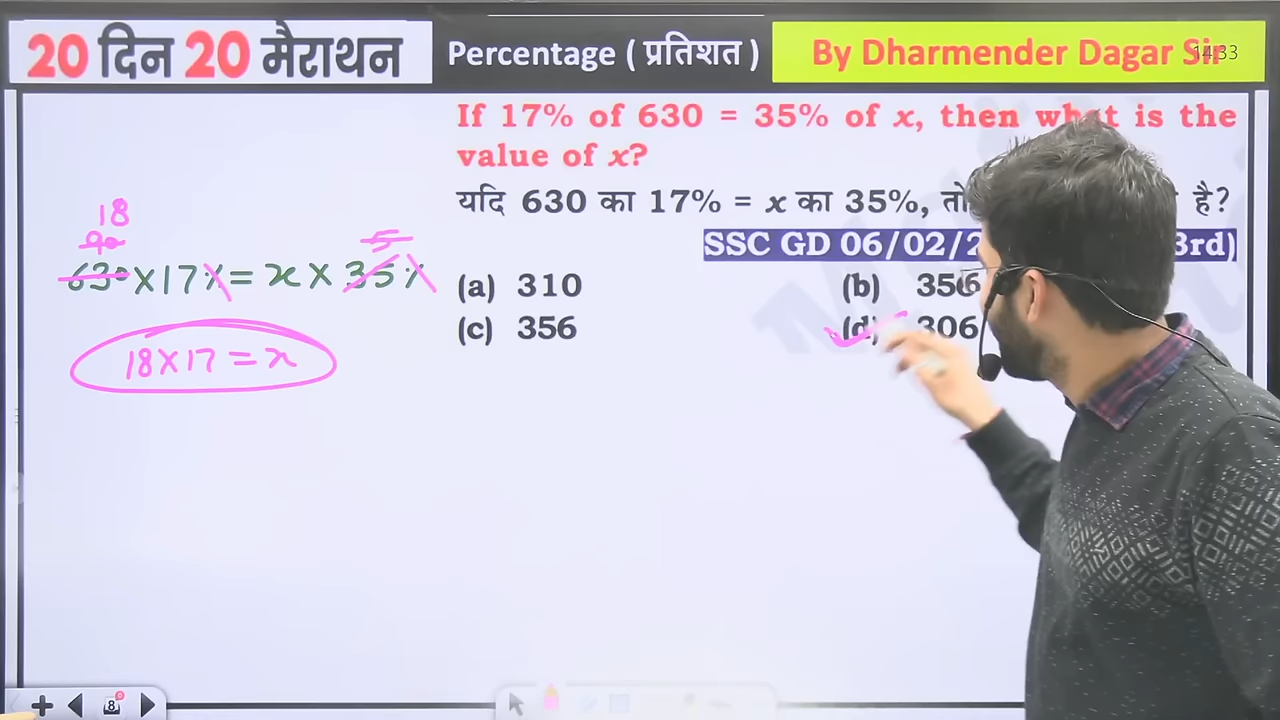 20 दिन 20 मैराथन
Percentage ( प्रतिशत )
By Dharmender Dagar Sir
14:33
If 17% of 630 = 35% of x, then what is the
value of x?
यदि 630 का 17% = x का 35%, तो है?
SSC GD 06/02/2 3rd)
(a) 310
(b) 356
(c) 356
(d) 306
18
90
5
630 × 17% = x × 35%
18×17 = x
8